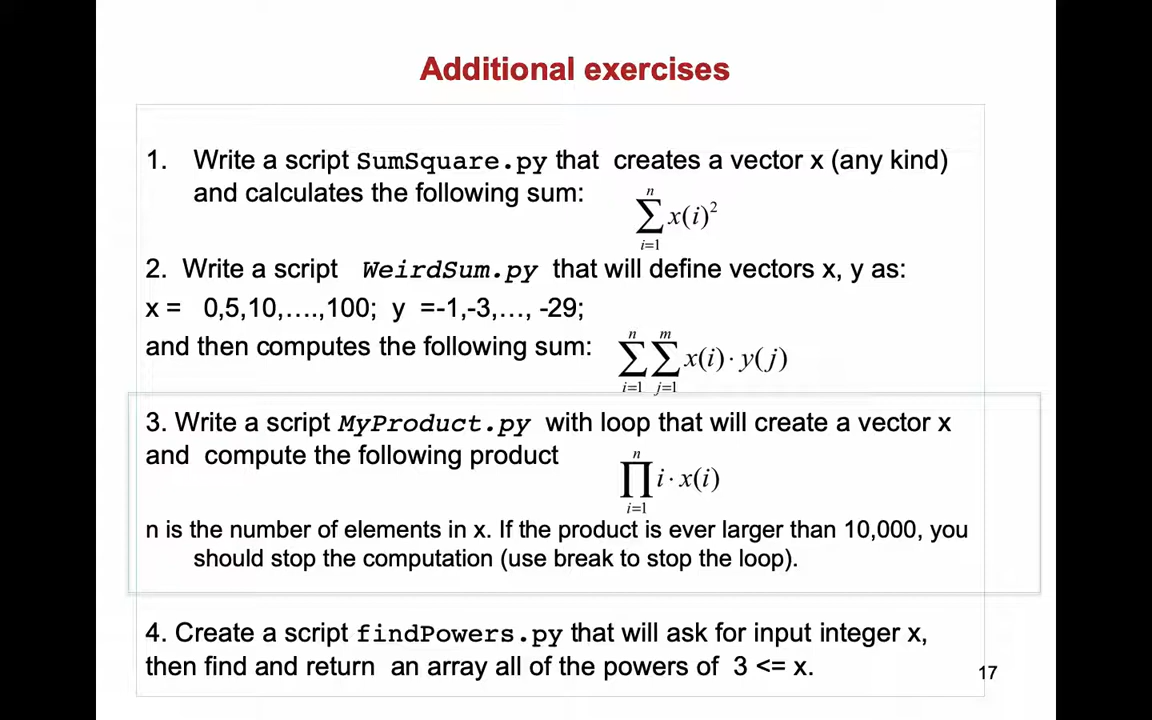 Additional exercises
1. Write a script SumSquare.py that creates a vector x (any kind)
and calculates the following sum:
n
∑ x(i)²
i=1
2. Write a script WeirdSum.py that will define vectors x, y as:
x = 0,5,10,….,100; y =-1,-3,…, -29;
and then computes the following sum:
n m
∑ ∑ x(i) · y(j)
i=1 j=1
3. Write a script MyProduct.py with loop that will create a vector x
and compute the following product
n
∏ i · x(i)
i=1
n is the number of elements in x. If the product is ever larger than 10,000, you
should stop the computation (use break to stop the loop).
4. Create a script findPowers.py that will ask for input integer x,
then find and return an array all of the powers of 3 <= x.
17